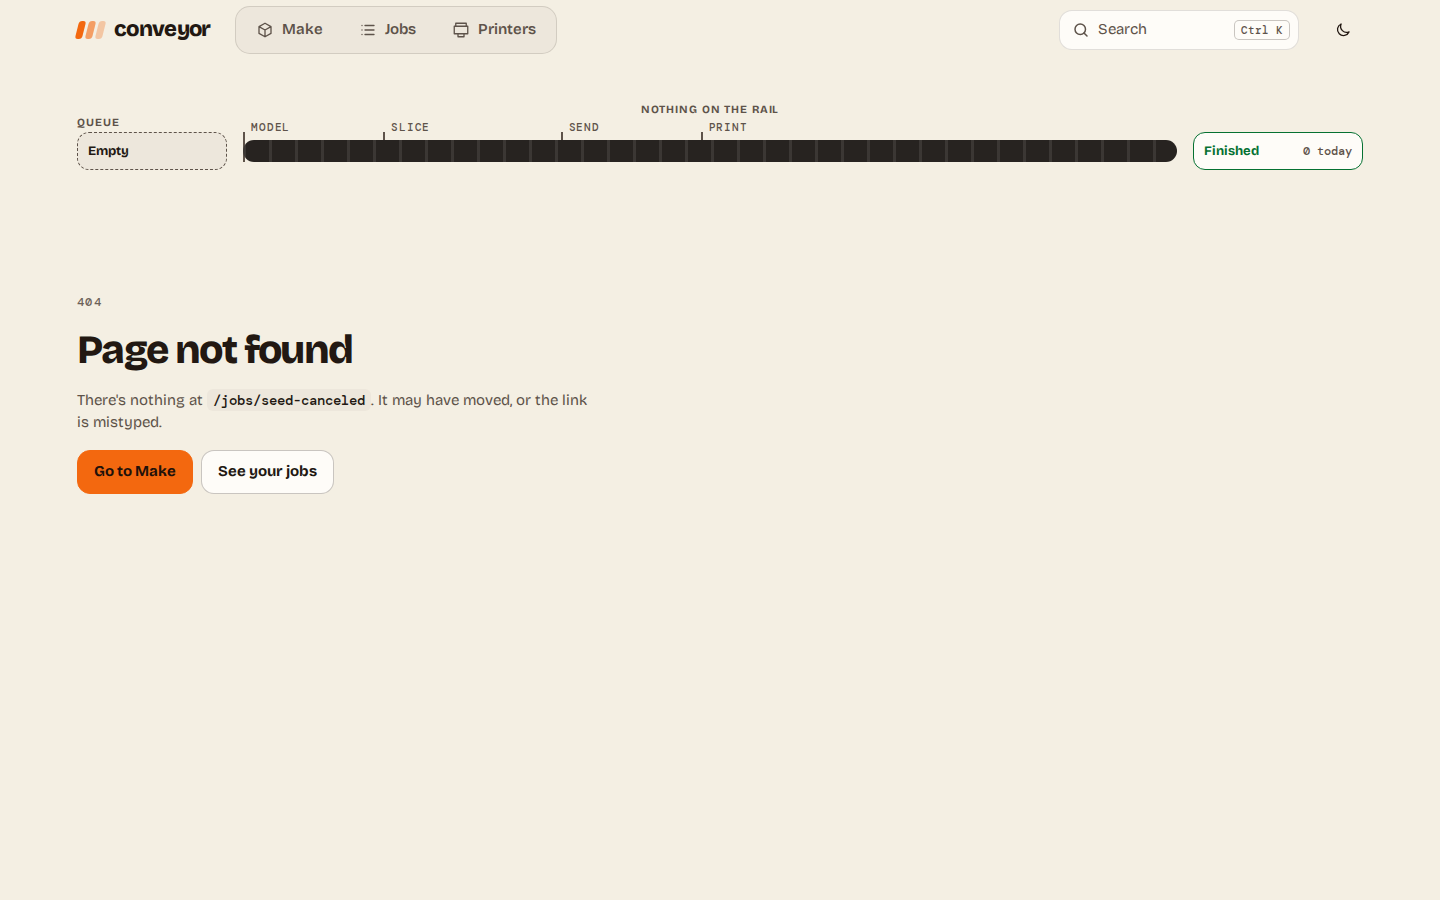 conveyor
Make
Jobs
Printers
Search
Ctrl K
NOTHING ON THE RAIL
QUEUE
MODEL
SLICE
SEND
PRINT
Empty
Finished
0 today
404
Page not found
There's nothing at /jobs/seed-canceled. It may have moved, or the link
is mistyped.
Go to Make
See your jobs